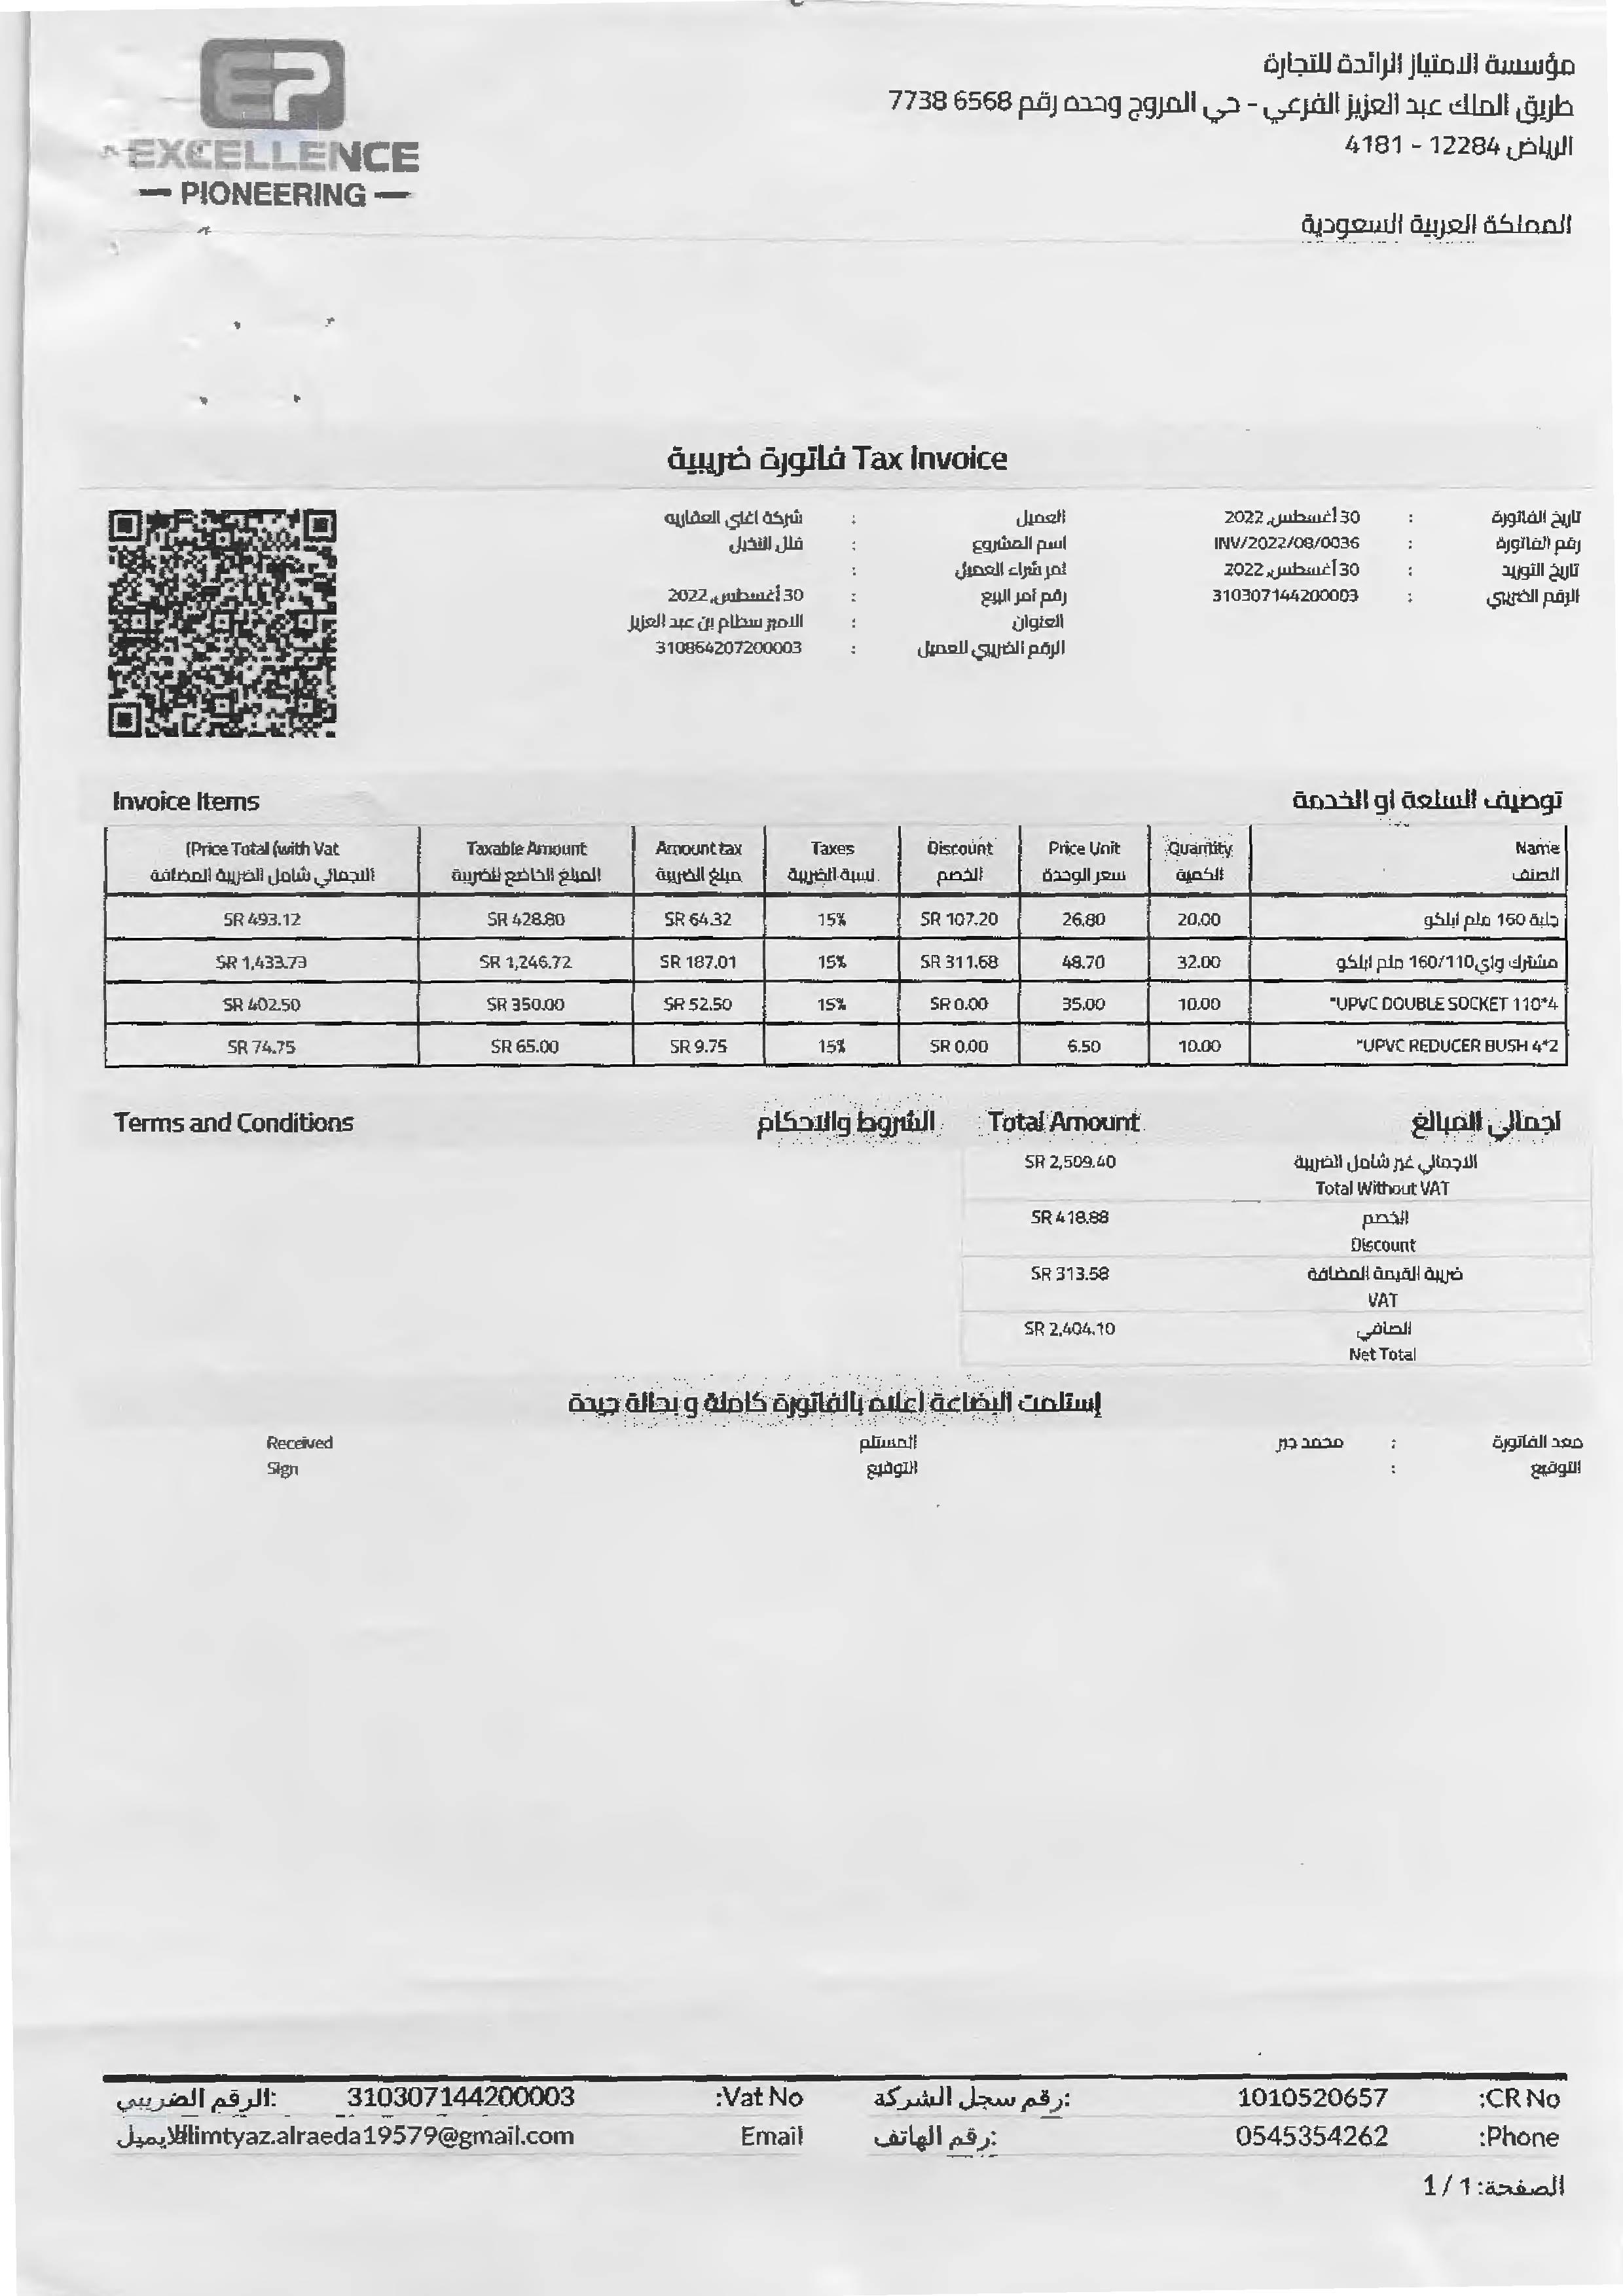 EP
EXCELLENCE
PIONEERING
مؤسسة الامتياز الرائدة للتجارة
طريق الملك عبد العزيز الفرعي - حي المروج وحده رقم 6568 7738
الرياض 12284 - 4181
المملكة العربية السعودية
فاتورة ضريبية Tax Invoice
تاريخ الفاتورة : 30 أغسطس, 2022
رقم الفاتورة : INV/2022/08/0036
تاريخ التوريد : 30 أغسطس, 2022
الرقم الضريبي : 310307144200003
العميل : شركة اغاي العقاريه
اسم المشروع : فلل النخيل
امر شراء العميل :
رقم أمر البيع : 30 أغسطس, 2022
العنوان : الامير سطام بن عبد العزيز
الرقم الضريبي للعميل : 310864207200003
Invoice Items توصيف السلعة او الخدمة
(Price Total (with Vat Taxable Amount Amount tax Taxes Discount Price Unit Quantity Name
الاجمالي شامل الضريبة المضافة المبلغ الخاضع للضريبة مبلغ الضريبة نسبة الضريبة الخصم سعر الوحدة الكمية الصنف
SR 493.12 SR 428.80 SR 64.32 15% SR 107.20 26.80 20.00 جلبة 160 ملم ابلكو
SR 1,433.73 SR 1,246.72 SR 187.01 15% SR 311.68 48.70 32.00 مشترك واي160/110 ملم ابلكو
SR 402.50 SR 350.00 SR 52.50 15% SR 0.00 35.00 10.00 "UPVC DOUBLE SOCKET 110*4
SR 74.75 SR 65.00 SR 9.75 15% SR 0.00 6.50 10.00 "UPVC REDUCER BUSH 4*2
Terms and Conditions الشروط والاحكام
Total Amount اجمالي المبالغ
SR 2,509.40 الاجمالي غير شامل الضريبة
Total Without VAT
SR 418.88 الخصم
Discount
SR 313.58 ضريبة القيمة المضافة
VAT
SR 2,404.10 الصافي
Net Total
إستلمت البضاعة اعلاه بالفاتورة كاملة و بحالة جيدة
معد الفاتورة : محمد جبر المستلم Received
التوقيع : التوقيع Sign
:CR No 1010520657 رقم سجل الشركة: :Vat No 310307144200003 الرقم الضريبي:
:Phone 0545354262 رقم الهاتف: Email alimtyaz.alraeda19579@gmail.com الايميل
الصفحة: 1 / 1